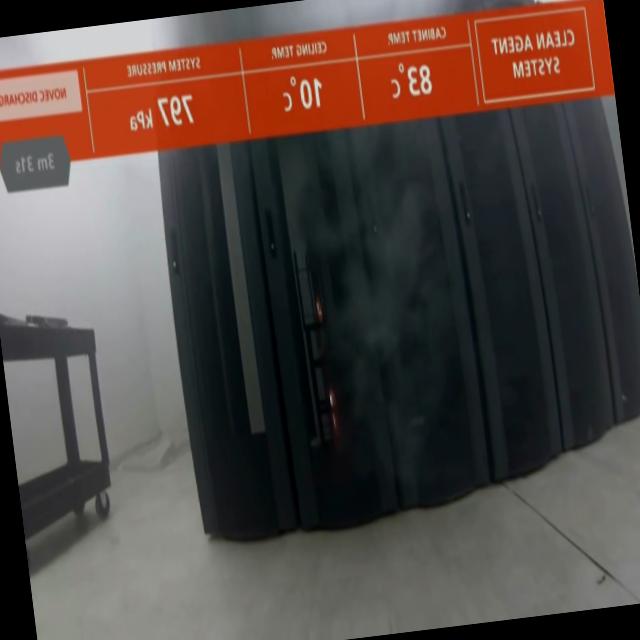 CLEAN AGENT
SYSTEM
CABINET TEMP.
83°C
CEILING TEMP.
10°C
SYSTEM PRESSURE
797 kPa
NOVEC DISCHARG
3m 31s